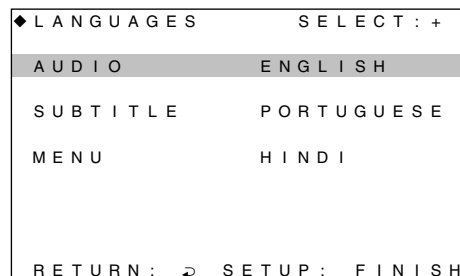 ◆LANGUAGES SELECT:+
AUDIO ENGLISH
SUBTITLE PORTUGUESE
MENU HINDI
RETURN: ⮌ SETUP: FINISH